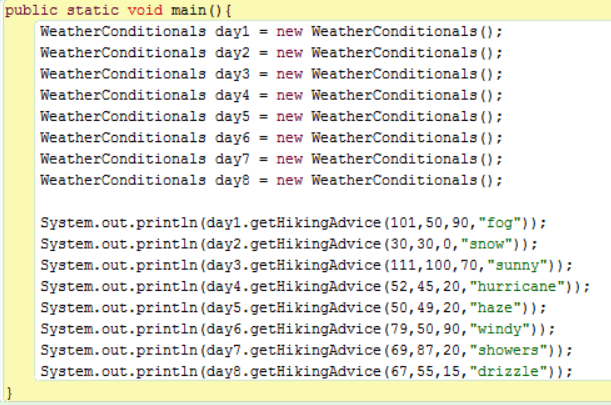 public static void main(){
WeatherConditionals day1 = new WeatherConditionals();
WeatherConditionals day2 = new WeatherConditionals();
WeatherConditionals day3 = new WeatherConditionals();
WeatherConditionals day4 = new WeatherConditionals();
WeatherConditionals day5 = new WeatherConditionals();
WeatherConditionals day6 = new WeatherConditionals();
WeatherConditionals day7 = new WeatherConditionals();
WeatherConditionals day8 = new WeatherConditionals();
System.out.println(day1.getHikingAdvice(101,50,90,"fog"));
System.out.println(day2.getHikingAdvice(30,30,0,"snow"));
System.out.println(day3.getHikingAdvice(111,100,70,"sunny"));
System.out.println(day4.getHikingAdvice(52,45,20,"hurricane"));
System.out.println(day5.getHikingAdvice(50,49,20,"haze"));
System.out.println(day6.getHikingAdvice(79,50,90,"windy"));
System.out.println(day7.getHikingAdvice(69,87,20,"showers"));
System.out.println(day8.getHikingAdvice(67,55,15,"drizzle"));
}